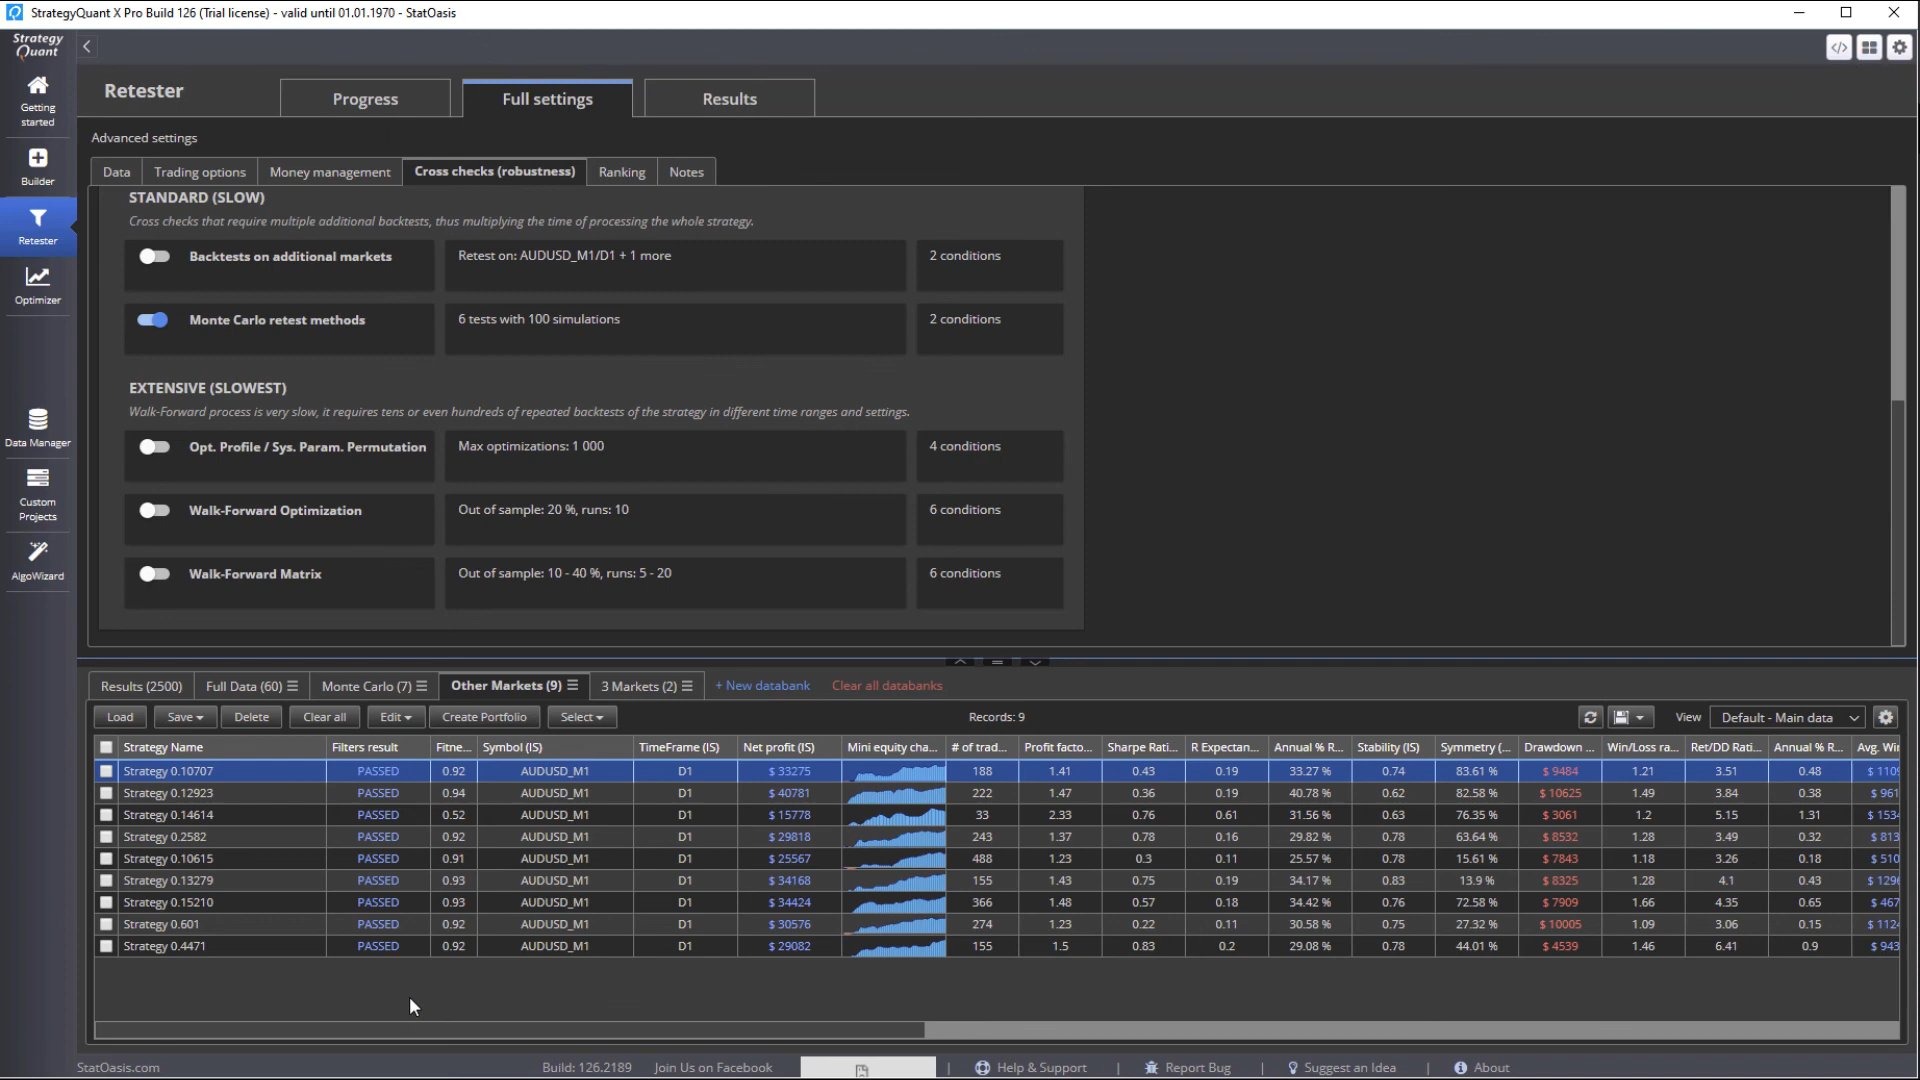 StrategyQuant X Pro Build 126 (Trial license) - valid until 01.01.1970 - StatOasis
Strategy
Quant
Getting
started
Builder
Retester
Optimizer
Data Manager
Custom
Projects
AlgoWizard
Retester
Progress
Full settings
Results
Advanced settings
Data
Trading options
Money management
Cross checks (robustness)
Ranking
Notes
STANDARD (SLOW)
Cross checks that require multiple additional backtests, thus multiplying the time of processing the whole strategy.
Backtests on additional markets
Retest on: AUDUSD_M1/D1 + 1 more
2 conditions
Monte Carlo retest methods
6 tests with 100 simulations
2 conditions
EXTENSIVE (SLOWEST)
Walk-Forward process is very slow, it requires tens or even hundreds of repeated backtests of the strategy in different time ranges and settings.
Opt. Profile / Sys. Param. Permutation
Max optimizations: 1 000
4 conditions
Walk-Forward Optimization
Out of sample: 20 %, runs: 10
6 conditions
Walk-Forward Matrix
Out of sample: 10 - 40 %, runs: 5 - 20
6 conditions
Results (2500)
Full Data (60)
Monte Carlo (7)
Other Markets (9)
3 Markets (2)
+ New databank
Clear all databanks
Load
Save
Delete
Clear all
Edit
Create Portfolio
Select
Records: 9
View
Default - Main data
Strategy Name Filters result Fitne... Symbol (IS) TimeFrame (IS) Net profit (IS) Mini equity cha... # of trad... Profit facto... Sharpe Rati... R Expectan... Annual % R... Stability (IS) Symmetry (... Drawdown ... Win/Loss ra... Ret/DD Rati... Annual % R... Avg. Wi
Strategy 0.10707 PASSED 0.92 AUDUSD_M1 D1 $ 33275 188 1.41 0.43 0.19 33.27 % 0.74 83.61 % $ 9484 1.21 3.51 0.48 $ 110
Strategy 0.12923 PASSED 0.94 AUDUSD_M1 D1 $ 40781 222 1.47 0.36 0.19 40.78 % 0.62 82.58 % $ 10625 1.49 3.84 0.38 $ 961
Strategy 0.14614 PASSED 0.52 AUDUSD_M1 D1 $ 15778 33 2.33 0.76 0.61 31.56 % 0.63 76.35 % $ 3061 1.2 5.15 1.31 $ 153
Strategy 0.2582 PASSED 0.92 AUDUSD_M1 D1 $ 29818 243 1.37 0.78 0.16 29.82 % 0.78 63.64 % $ 8532 1.28 3.49 0.32 $ 813
Strategy 0.10615 PASSED 0.91 AUDUSD_M1 D1 $ 25567 488 1.23 0.3 0.11 25.57 % 0.78 15.61 % $ 7843 1.18 3.26 0.18 $ 510
Strategy 0.13279 PASSED 0.93 AUDUSD_M1 D1 $ 34168 155 1.43 0.75 0.19 34.17 % 0.83 13.9 % $ 8325 1.28 4.1 0.43 $ 129
Strategy 0.15210 PASSED 0.93 AUDUSD_M1 D1 $ 34424 366 1.48 0.57 0.18 34.42 % 0.76 72.58 % $ 7909 1.66 4.35 0.65 $ 467
Strategy 0.601 PASSED 0.92 AUDUSD_M1 D1 $ 30576 274 1.23 0.22 0.11 30.58 % 0.75 27.32 % $ 10005 1.09 3.06 0.15 $ 112
Strategy 0.4471 PASSED 0.92 AUDUSD_M1 D1 $ 29082 155 1.5 0.83 0.2 29.08 % 0.78 44.01 % $ 4539 1.46 6.41 0.9 $ 943
StatOasis.com
Build: 126.2189
Join Us on Facebook
Help & Support
Report Bug
Suggest an Idea
About